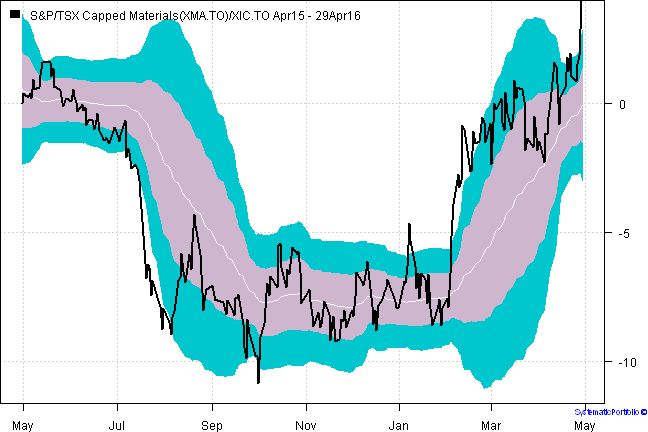 S&P/TSX Capped Materials(XMA.TO)/XIC.TO Apr15 - 29Apr16
0
-5
-10
May Jul Sep Nov Jan Mar May
SystematicPortfolio ©